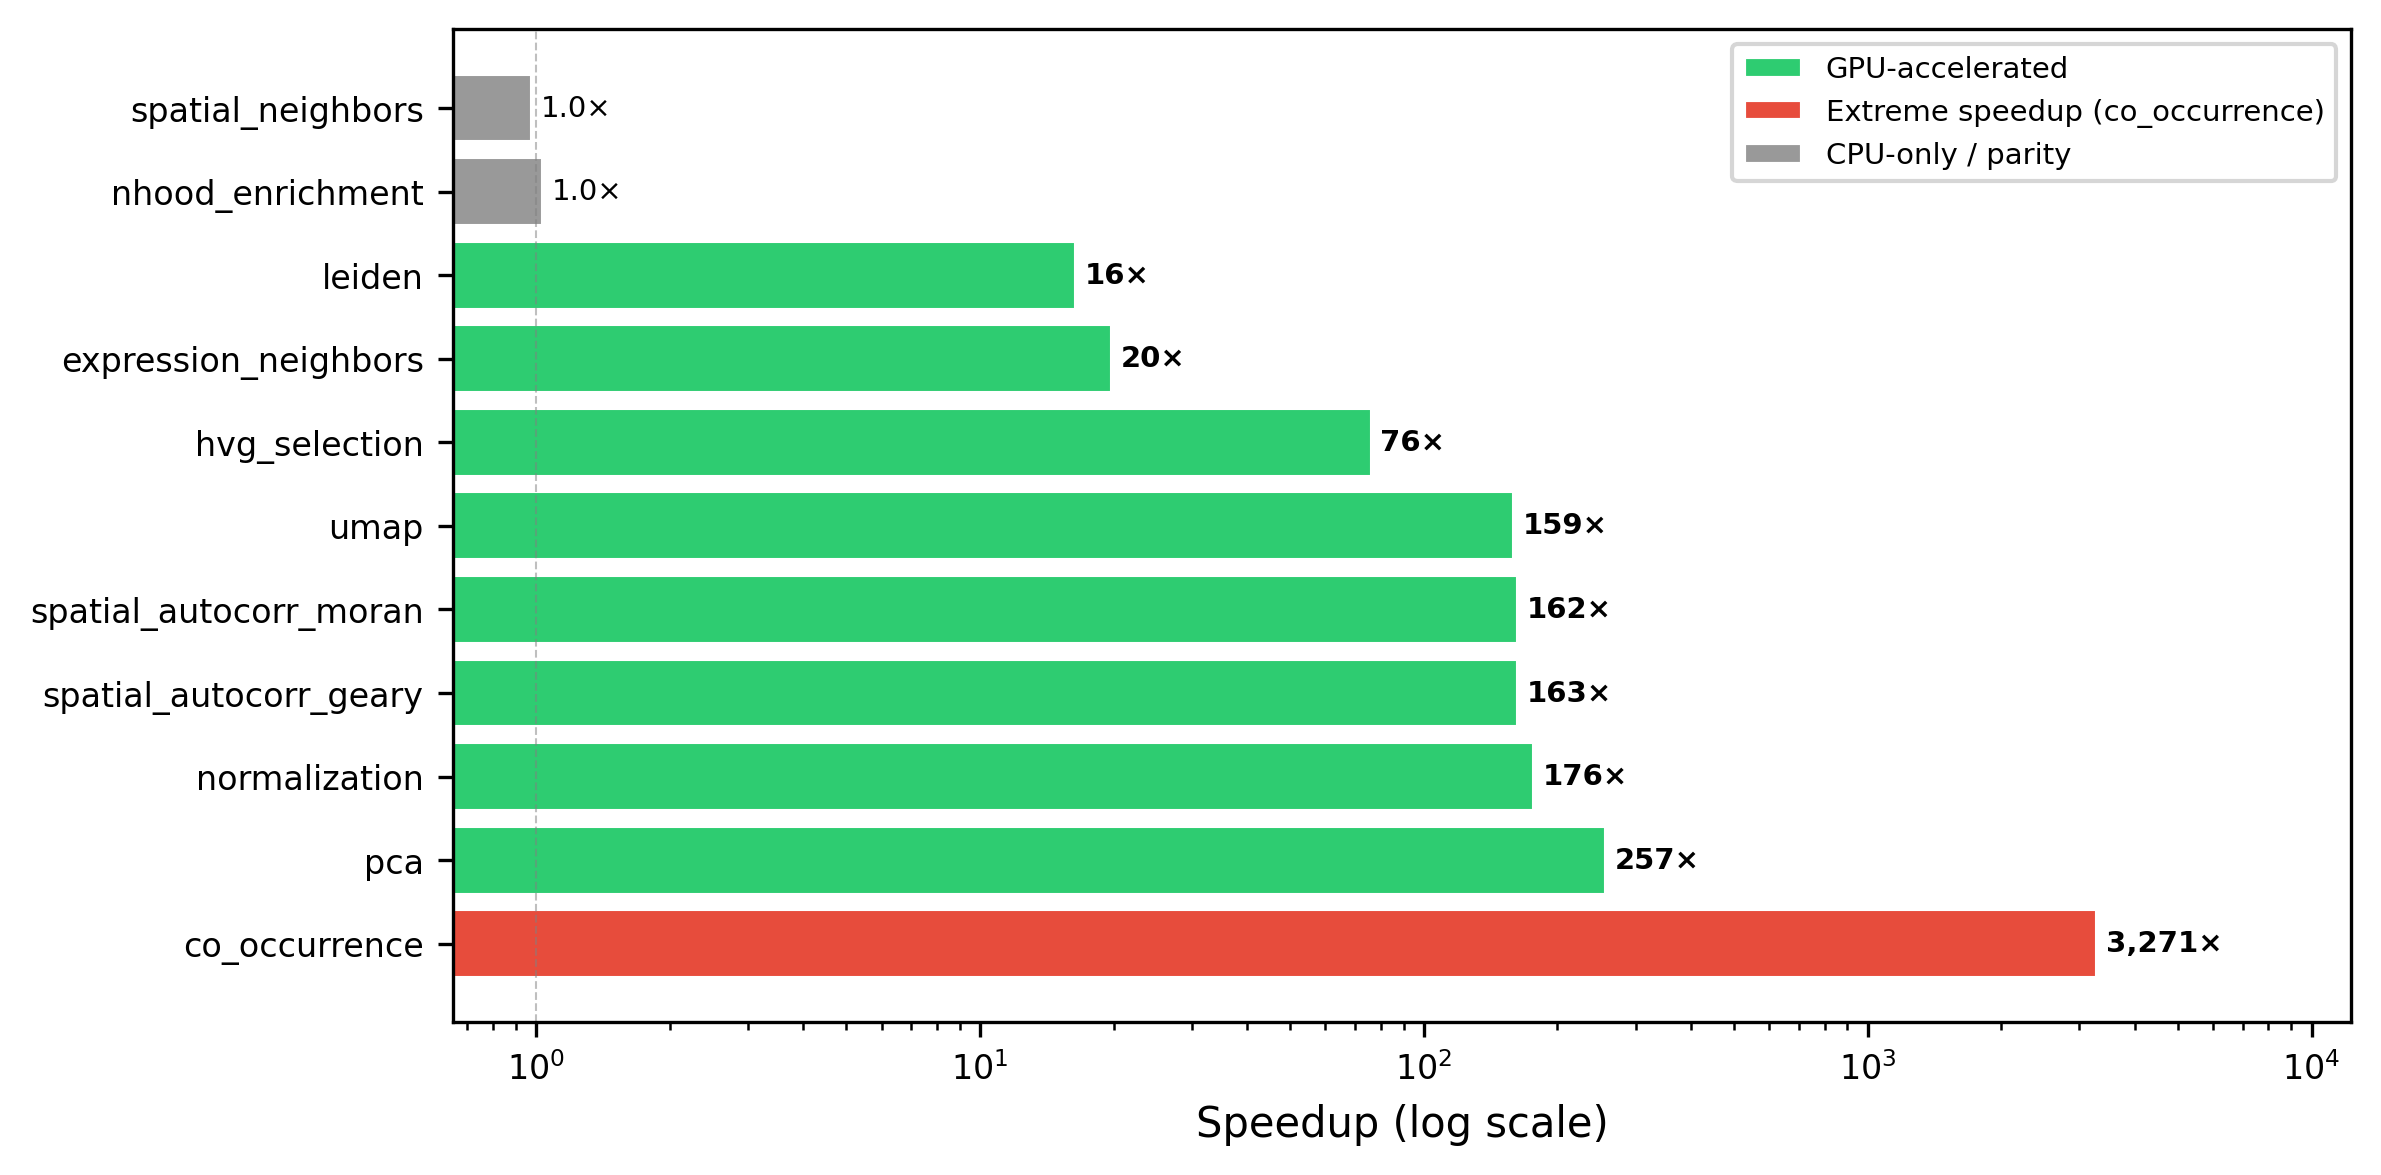 GPU-accelerated
Extreme speedup (co_occurrence)
CPU-only / parity
spatial_neighbors 1.0×
nhood_enrichment 1.0×
leiden 16×
expression_neighbors 20×
hvg_selection 76×
umap 159×
spatial_autocorr_moran 162×
spatial_autocorr_geary 163×
normalization 176×
pca 257×
co_occurrence 3,271×
10⁰ 10¹ 10² 10³ 10⁴
Speedup (log scale)